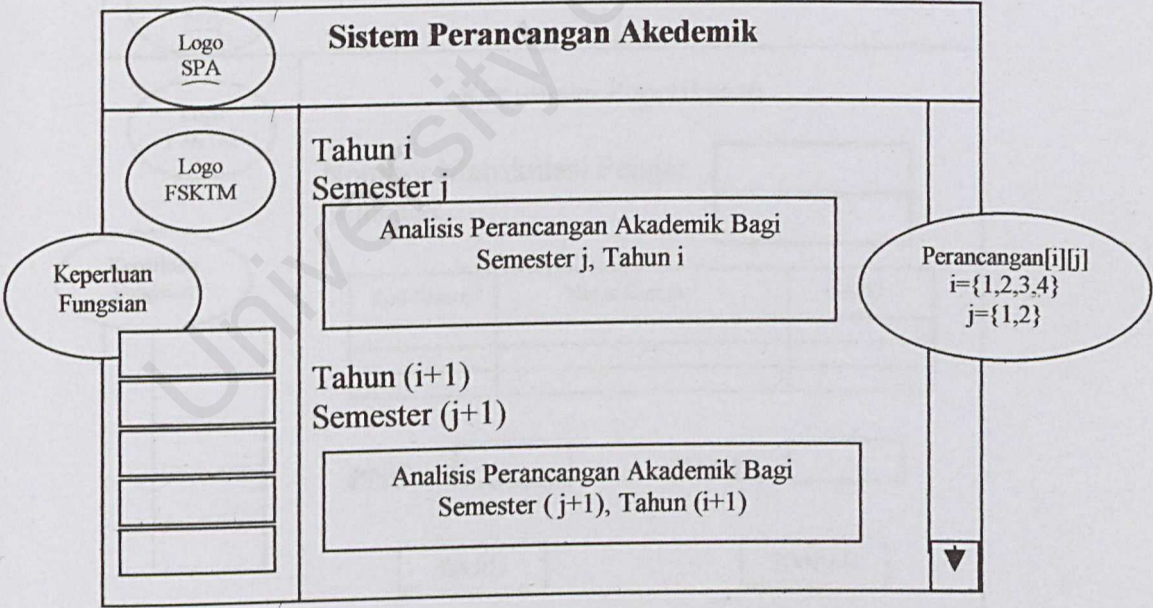 Logo
SPA
Sistem Perancangan Akedemik
Logo
FSKTM
Keperluan
Fungsian
Tahun i
Semester j
Analisis Perancangan Akademik Bagi
Semester j, Tahun i
Perancangan[i][j]
i={1,2,3,4}
j={1,2}
Tahun (i+1)
Semester (j+1)
Analisis Perancangan Akademik Bagi
Semester ( j+1), Tahun (i+1)
University